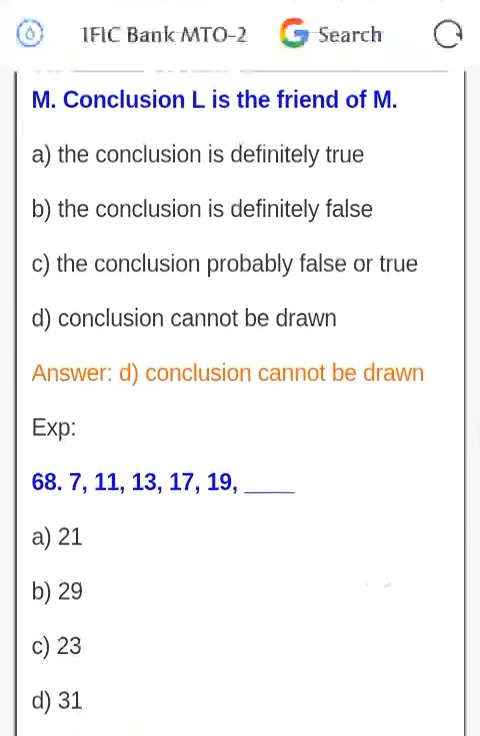 IFIC Bank MTO-2 Search
M. Conclusion L is the friend of M.
a) the conclusion is definitely true
b) the conclusion is definitely false
c) the conclusion probably false or true
d) conclusion cannot be drawn
Answer: d) conclusion cannot be drawn
Exp:
68. 7, 11, 13, 17, 19, ____
a) 21
b) 29
c) 23
d) 31